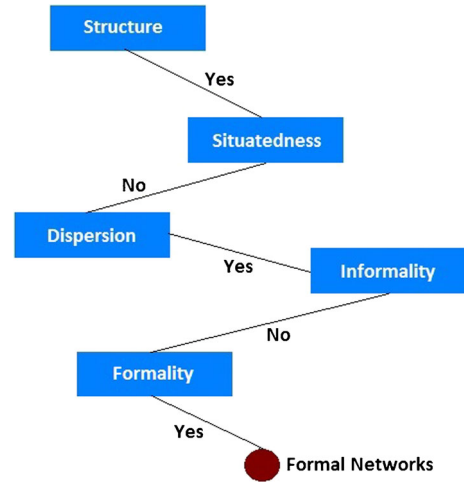 Structure
Yes
Situatedness
No
Dispersion
Yes
Informality
No
Formality
Yes
Formal Networks